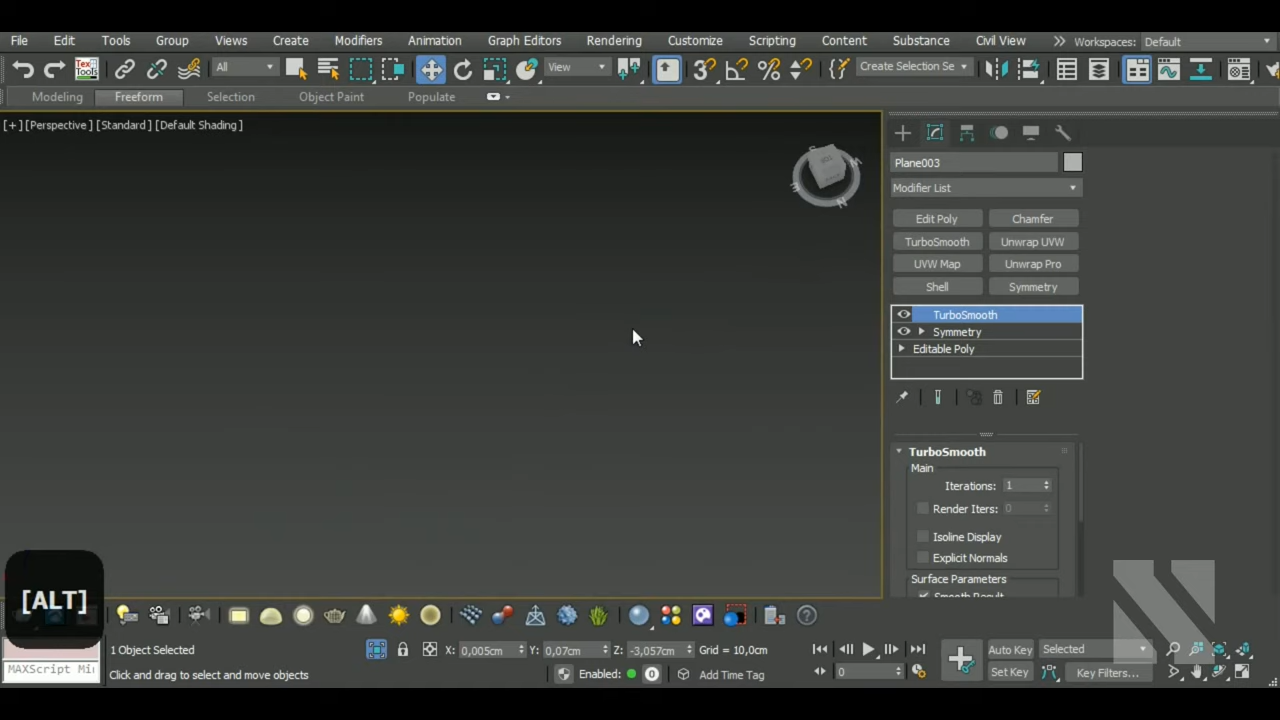 File Edit Tools Group Views Create Modifiers Animation Graph Editors Rendering Customize Scripting Content Substance Civil View Workspaces: Default
Tex Tools All View Create Selection Se
Modeling Freeform Selection Object Paint Populate
[+] [Perspective] [Standard] [Default Shading]
Plane003
Modifier List
Edit Poly Chamfer
TurboSmooth Unwrap UVW
UVW Map Unwrap Pro
Shell Symmetry
TurboSmooth
Symmetry
Editable Poly
TurboSmooth
Main
Iterations: 1
Render Iters: 0
Isoline Display
Explicit Normals
Surface Parameters
Smooth Result
[ALT]
1 Object Selected X: 0,005cm Y: 0,07cm Z: -3,057cm Grid = 10,0cm Auto Key Selected
MAXScript Mi Click and drag to select and move objects Enabled: 0 Add Time Tag 0 Set Key Key Filters...